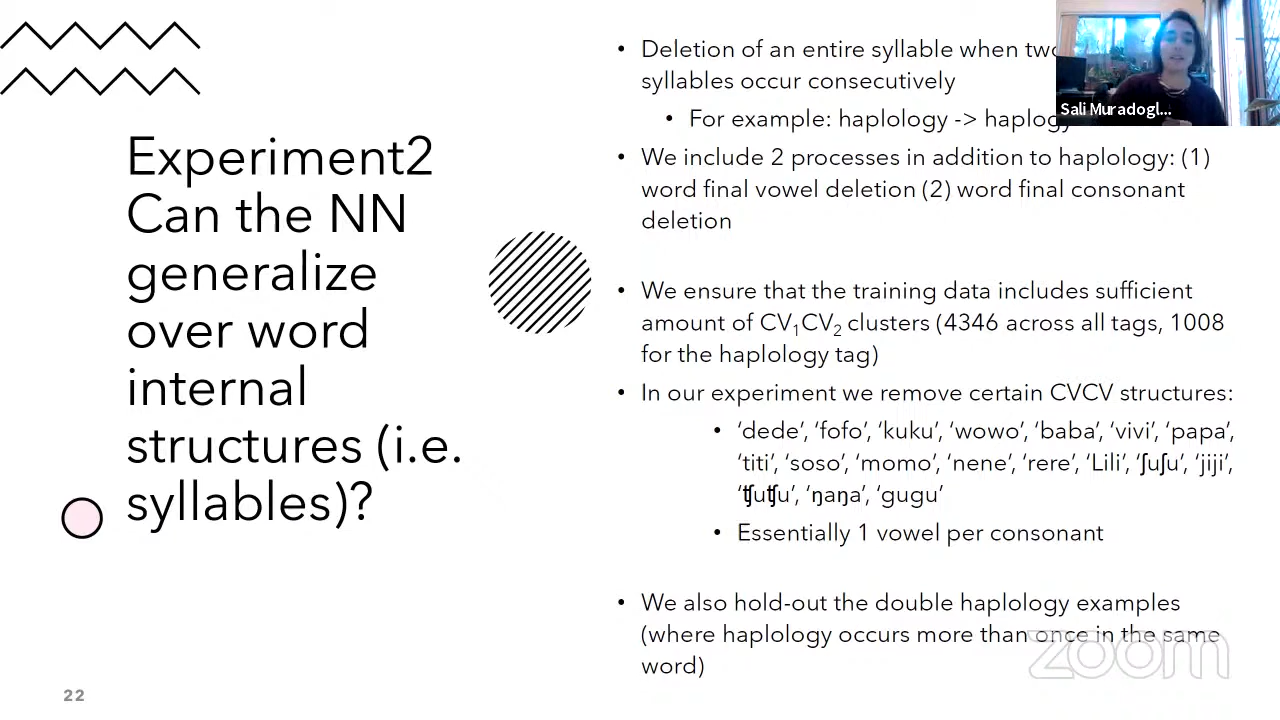 Experiment2
Can the NN
generalize
over word
internal
structures (i.e.
syllables)?
• Deletion of an entire syllable when two
syllables occur consecutively
• For example: haplology -> haplogy
• We include 2 processes in addition to haplology: (1)
word final vowel deletion (2) word final consonant
deletion
• We ensure that the training data includes sufficient
amount of CV₁CV₂ clusters (4346 across all tags, 1008
for the haplology tag)
• In our experiment we remove certain CVCV structures:
• ‘dede’, ‘fofo’, ‘kuku’, ‘wowo’, ‘baba’, ‘vivi’, ‘papa’,
‘titi’, ‘soso’, ‘momo’, ‘nene’, ‘rere’, ‘Lili’, ‘ʃuʃu’, ‘jiji’,
‘ʧuʧu’, ‘ŋaŋa’, ‘gugu’
• Essentially 1 vowel per consonant
• We also hold-out the double haplology examples
(where haplology occurs more than once in the same
word)
Sali Muradogl...
zoom
22